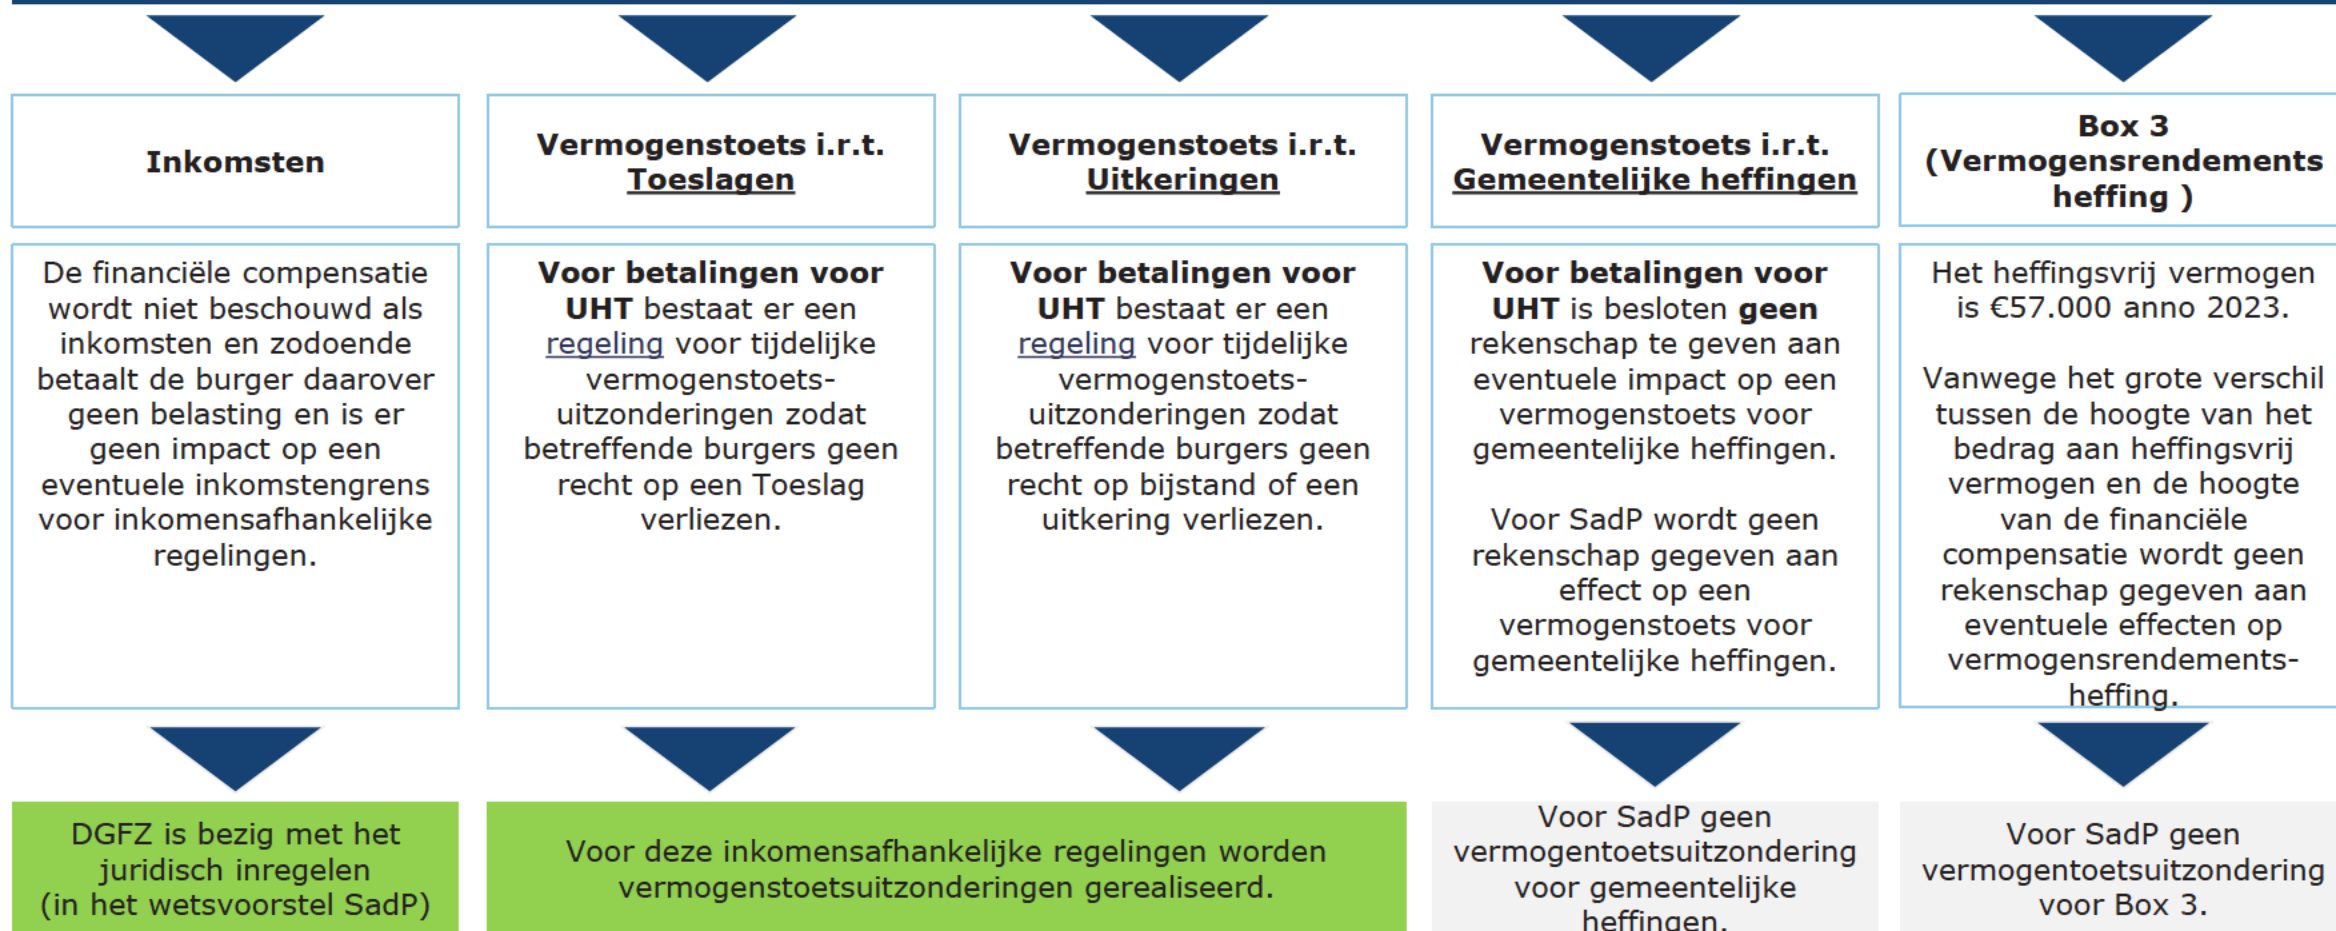 Inkomsten
De financiële compensatie
wordt niet beschouwd als
inkomsten en zodoende
betaalt de burger daarover
geen belasting en is er
geen impact op een
eventuele inkomstengrens
voor inkomensafhankelijke
regelingen.
DGFZ is bezig met het
juridisch inregelen
(in het wetsvoorstel SadP)
Vermogenstoets i.r.t.
Toeslagen
Voor betalingen voor
UHT bestaat er een
regeling voor tijdelijke
vermogenstoets-
uitzonderingen zodat
betreffende burgers geen
recht op een Toeslag
verliezen.
Vermogenstoets i.r.t.
Uitkeringen
Voor betalingen voor
UHT bestaat er een
regeling voor tijdelijke
vermogenstoets-
uitzonderingen zodat
betreffende burgers geen
recht op bijstand of een
uitkering verliezen.
Voor deze inkomensafhankelijke regelingen worden
vermogenstoetsuitzonderingen gerealiseerd.
Vermogenstoets i.r.t.
Gemeentelijke heffingen
Voor betalingen voor
UHT is besloten geen
rekenschap te geven aan
eventuele impact op een
vermogenstoets voor
gemeentelijke heffingen.
Voor SadP wordt geen
rekenschap gegeven aan
effect op een
vermogenstoets voor
gemeentelijke heffingen.
Voor SadP geen
vermogentoetsuitzondering
voor gemeentelijke
heffingen.
Box 3
(Vermogensrendements
heffing )
Het heffingsvrij vermogen
is €57.000 anno 2023.
Vanwege het grote verschil
tussen de hoogte van het
bedrag aan heffingsvrij
vermogen en de hoogte
van de financiële
compensatie wordt geen
rekenschap gegeven aan
eventuele effecten op
vermogensrendements-
heffing.
Voor SadP geen
vermogentoetsuitzondering
voor Box 3.